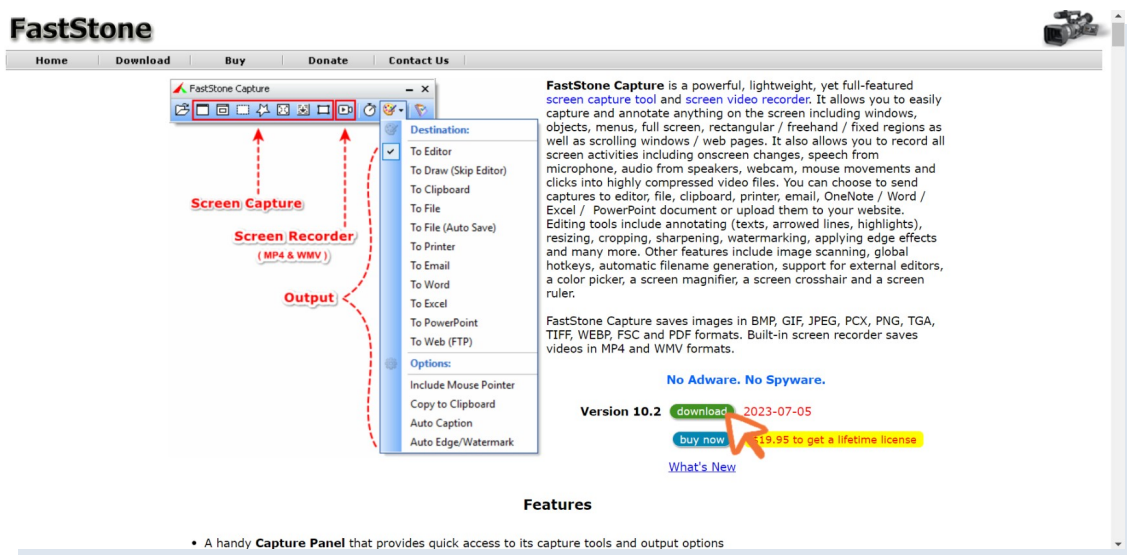 FastStone
Home Download Buy Donate Contact Us
FastStone Capture
Destination:
To Editor
To Draw (Skip Editor)
To Clipboard
To File
To File (Auto Save)
To Printer
To Email
To Word
To Excel
To PowerPoint
To Web (FTP)
Options:
Include Mouse Pointer
Copy to Clipboard
Auto Caption
Auto Edge/Watermark
Screen Capture
Screen Recorder
( MP4 & WMV )
Output
FastStone Capture is a powerful, lightweight, yet full-featured
screen capture tool and screen video recorder. It allows you to easily
capture and annotate anything on the screen including windows,
objects, menus, full screen, rectangular / freehand / fixed regions as
well as scrolling windows / web pages. It also allows you to record all
screen activities including onscreen changes, speech from
microphone, audio from speakers, webcam, mouse movements and
clicks into highly compressed video files. You can choose to send
captures to editor, file, clipboard, printer, email, OneNote / Word /
Excel / PowerPoint document or upload them to your website.
Editing tools include annotating (texts, arrowed lines, highlights),
resizing, cropping, sharpening, watermarking, applying edge effects
and many more. Other features include image scanning, global
hotkeys, automatic filename generation, support for external editors,
a color picker, a screen magnifier, a screen crosshair and a screen
ruler.
FastStone Capture saves images in BMP, GIF, JPEG, PCX, PNG, TGA,
TIFF, WEBP, FSC and PDF formats. Built-in screen recorder saves
videos in MP4 and WMV formats.
No Adware. No Spyware.
Version 10.2 download 2023-07-05
buy now 19.95 to get a lifetime license
What's New
Features
• A handy Capture Panel that provides quick access to its capture tools and output options